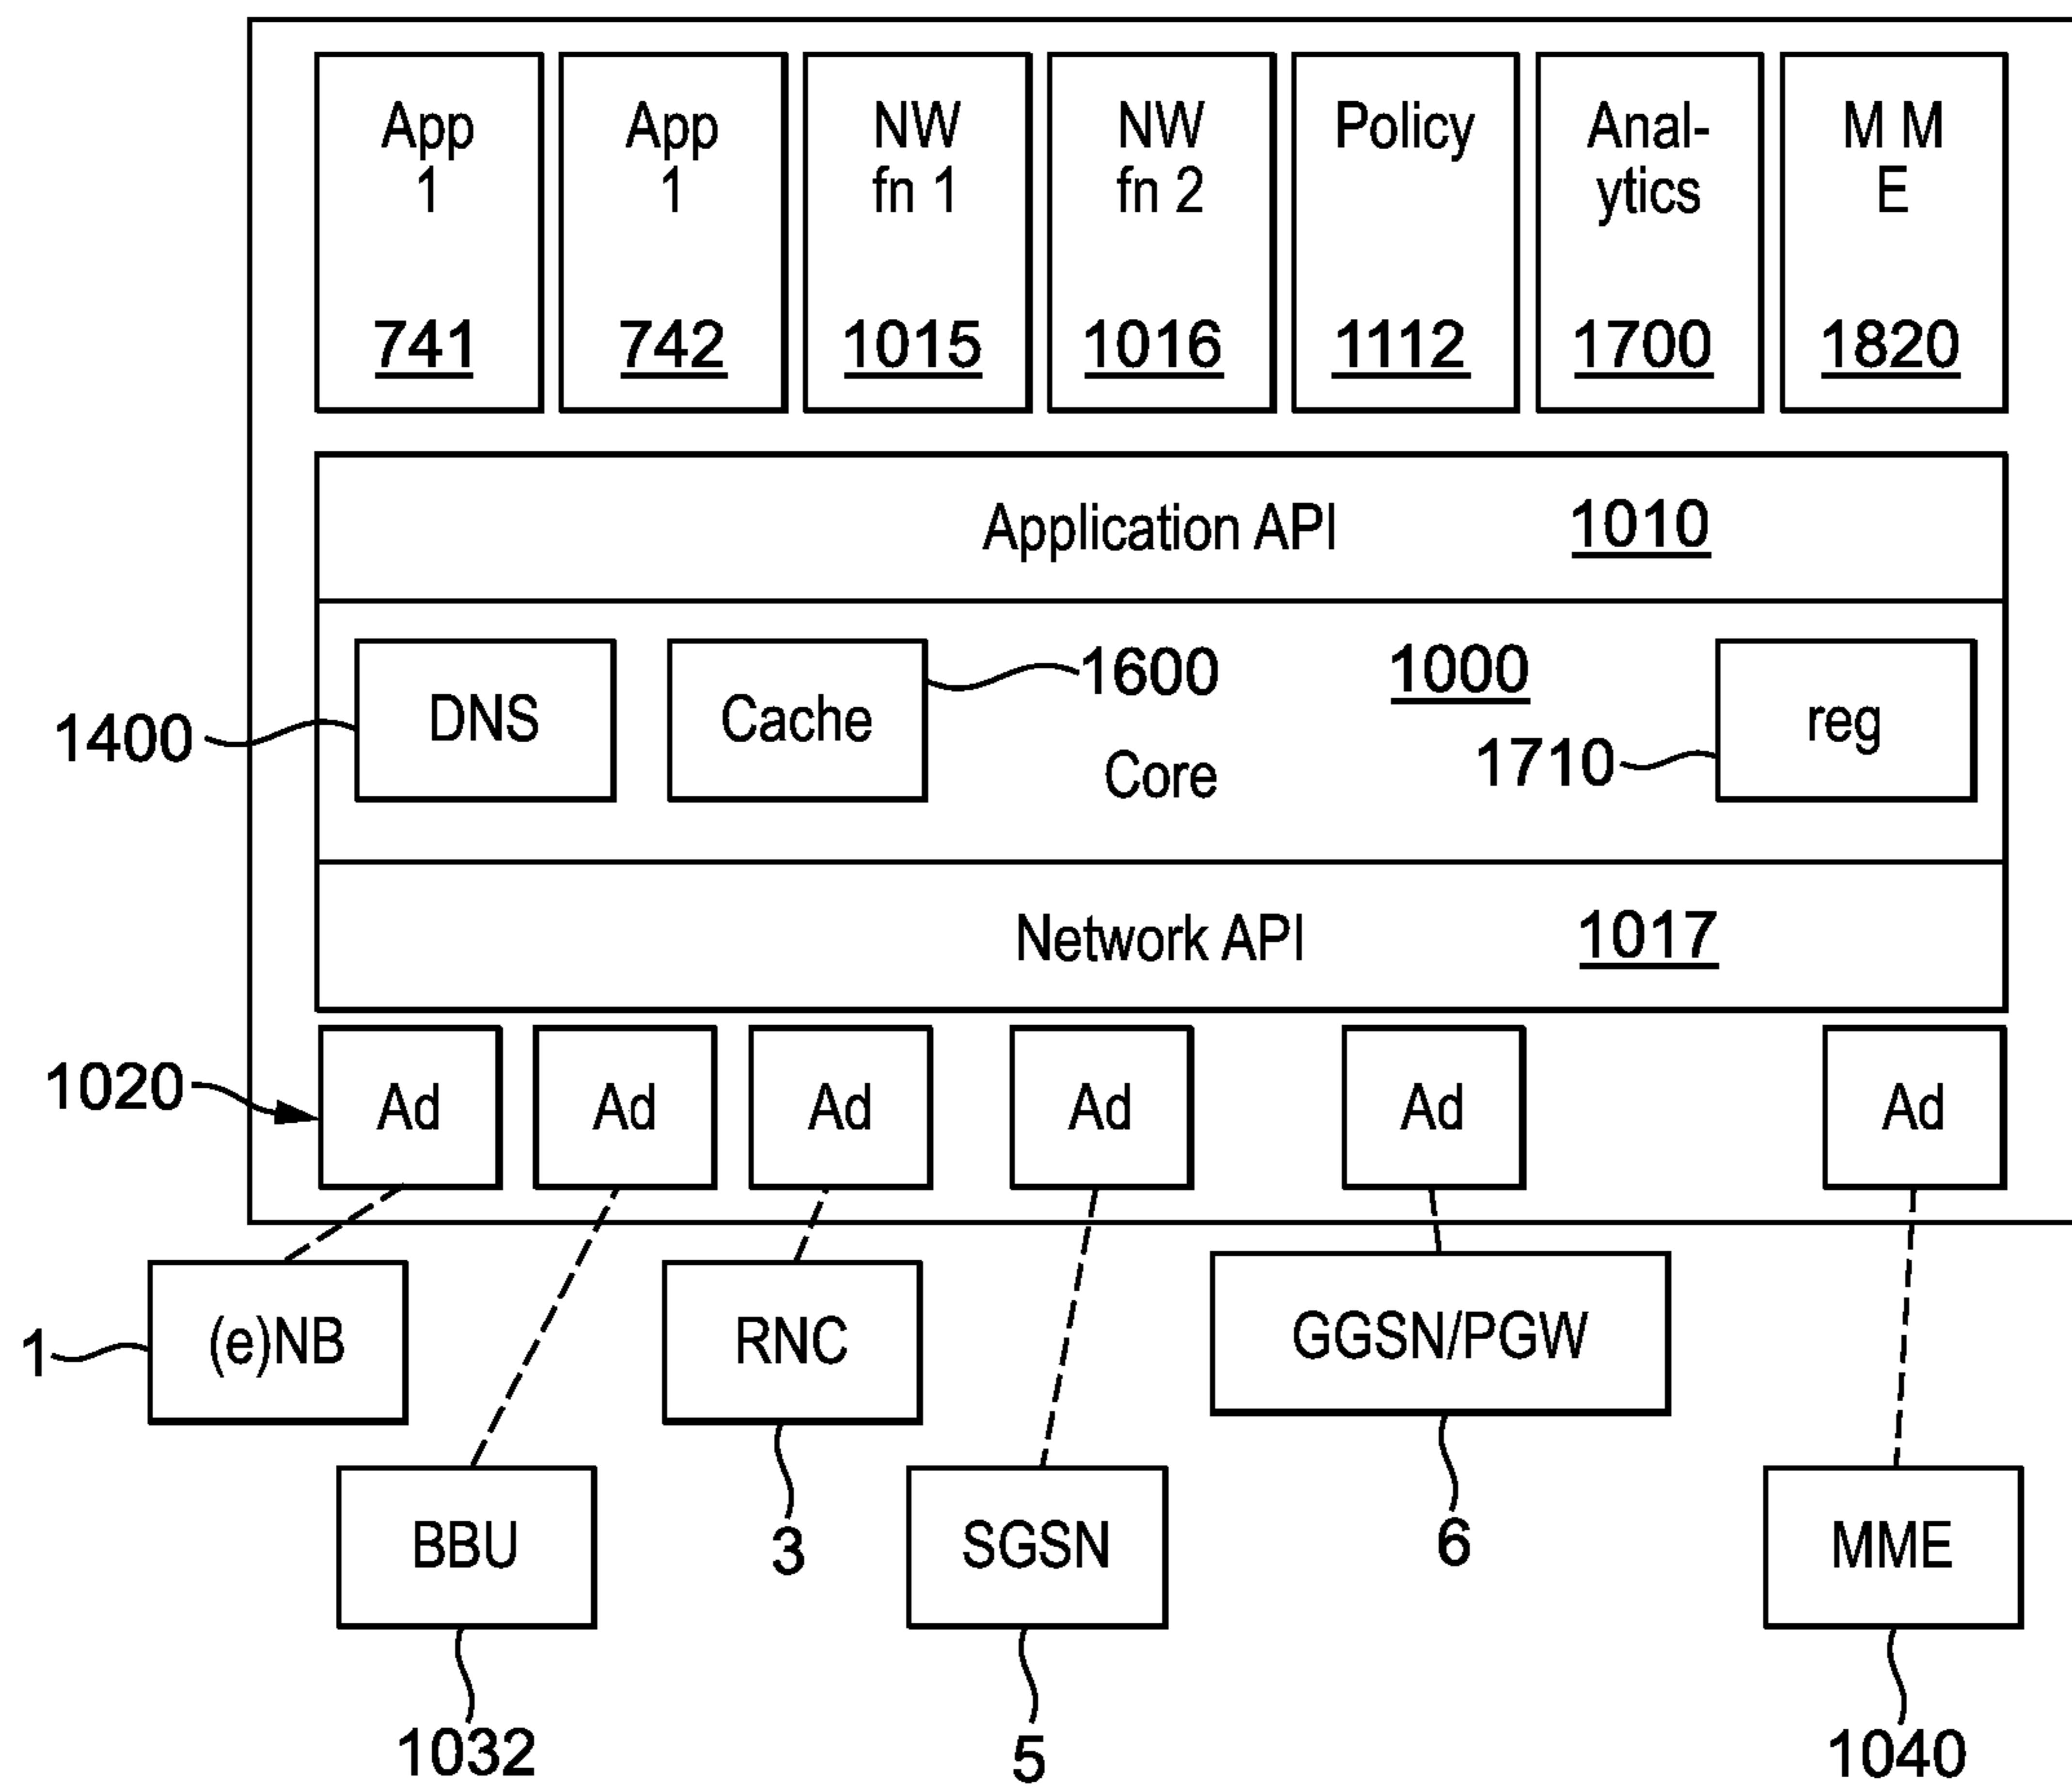 App
1
741
App
1
742
NW
fn 1
1015
NW
fn 2
1016
Policy
1112
Anal-
ytics
1700
M M
E
1820
Application API 1010
1400
DNS
Cache
1600
1000
Core
1710
reg
Network API 1017
1020
Ad
Ad
Ad
Ad
Ad
Ad
1
(e)NB
RNC
3
GGSN/PGW
6
BBU
1032
SGSN
5
MME
1040